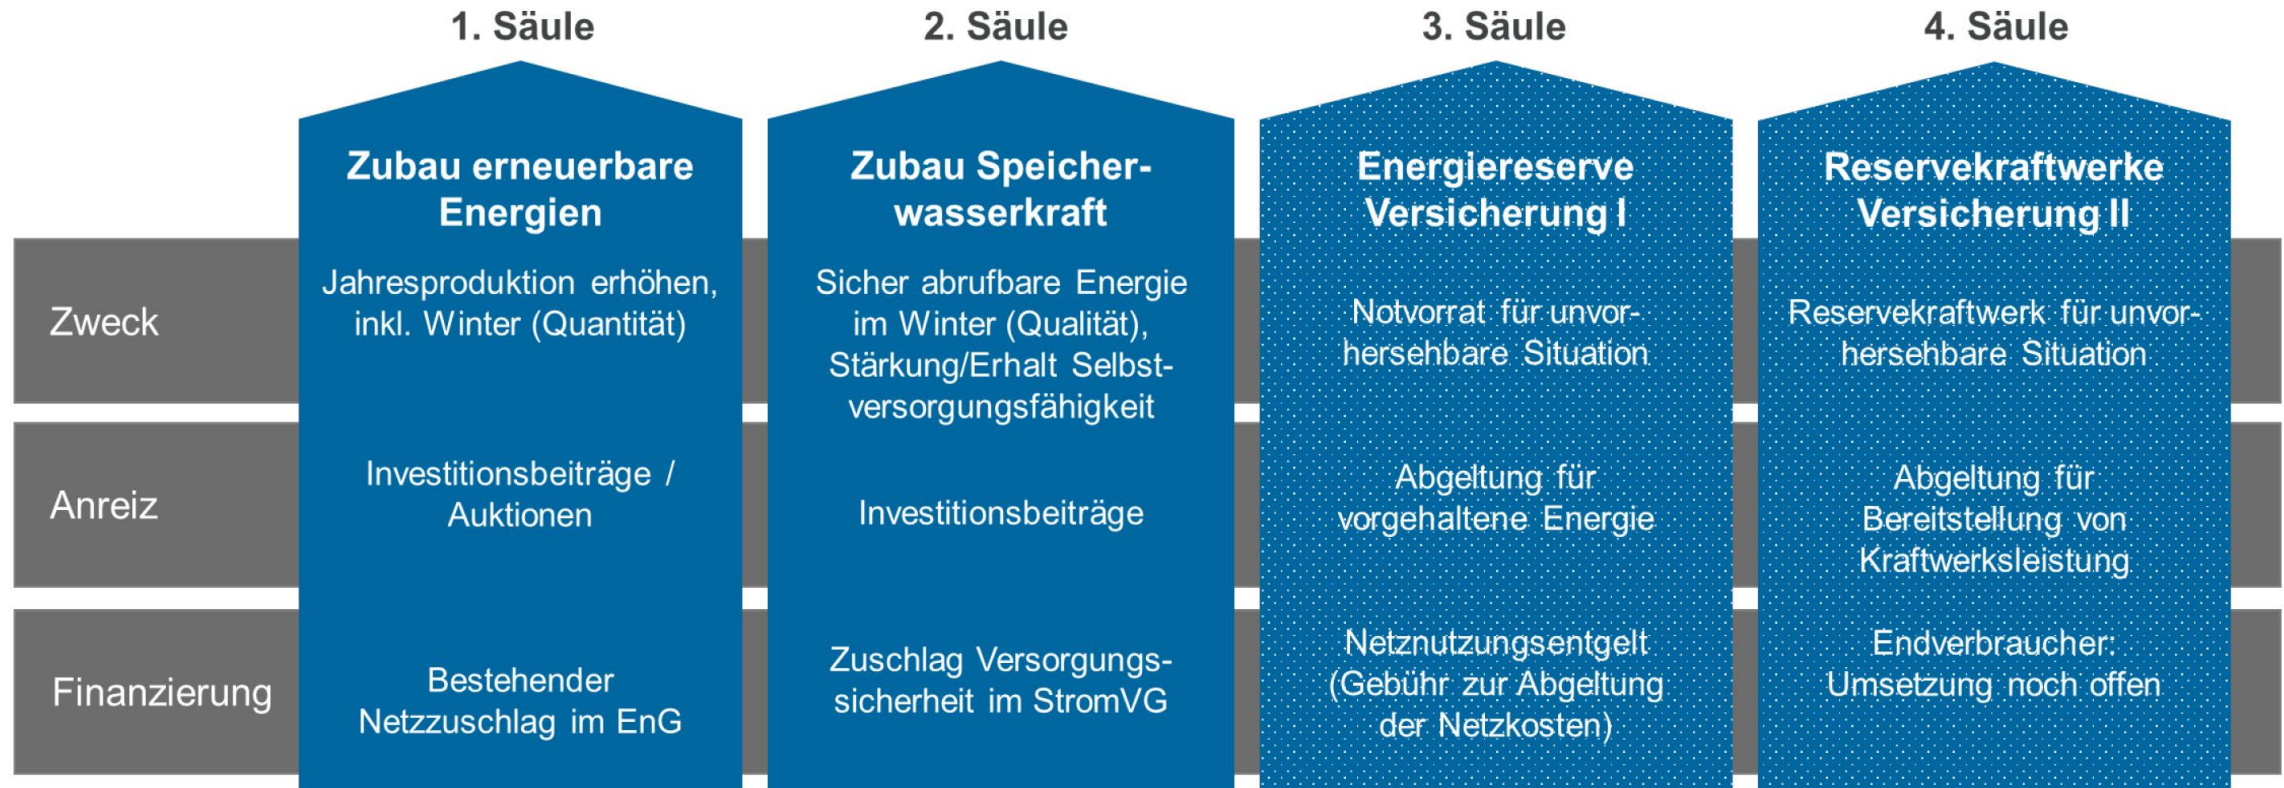 1. Säule
2. Säule
3. Säule
4. Säule
Zubau erneuerbare
Energien
Zubau Speicher-
wasserkraft
Energiereserve
Versicherung I
Reservekraftwerke
Versicherung II
Zweck
Jahresproduktion erhöhen,
inkl. Winter (Quantität)
Sicher abrufbare Energie
im Winter (Qualität),
Stärkung/Erhalt Selbst-
versorgungsfähigkeit
Notvorrat für unvor-
hersehbare Situation
Reservekraftwerk für unvor-
hersehbare Situation
Anreiz
Investitionsbeiträge /
Auktionen
Investitionsbeiträge
Abgeltung für
vorgehaltene Energie
Abgeltung für
Bereitstellung von
Kraftwerksleistung
Finanzierung
Bestehender
Netzzuschlag im EnG
Zuschlag Versorgungs-
sicherheit im StromVG
Netznutzungsentgelt
(Gebühr zur Abgeltung
der Netzkosten)
Endverbraucher:
Umsetzung noch offen